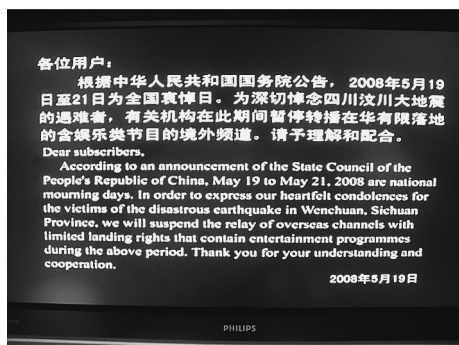 各位用户：
根据中华人民共和国国务院公告，2008年5月19
日至21日为全国哀悼日。为深切悼念四川汶川大地震
的遇难者，有关机构在此期间暂停转播在华有限落地
的含娱乐类节目的境外频道。请予理解和配合。
Dear subscribers,
According to an announcement of the State Council of the
People's Republic of China, May 19 to May 21, 2008 are national
mourning days. In order to express our heartfelt condolences for
the victims of the disastrous earthquake in Wenchuan, Sichuan
Province, we will suspend the relay of overseas channels with
limited landing rights that contain entertainment programmes
during the above period. Thank you for your understanding and
cooperation.
2008年5月19日
PHILIPS